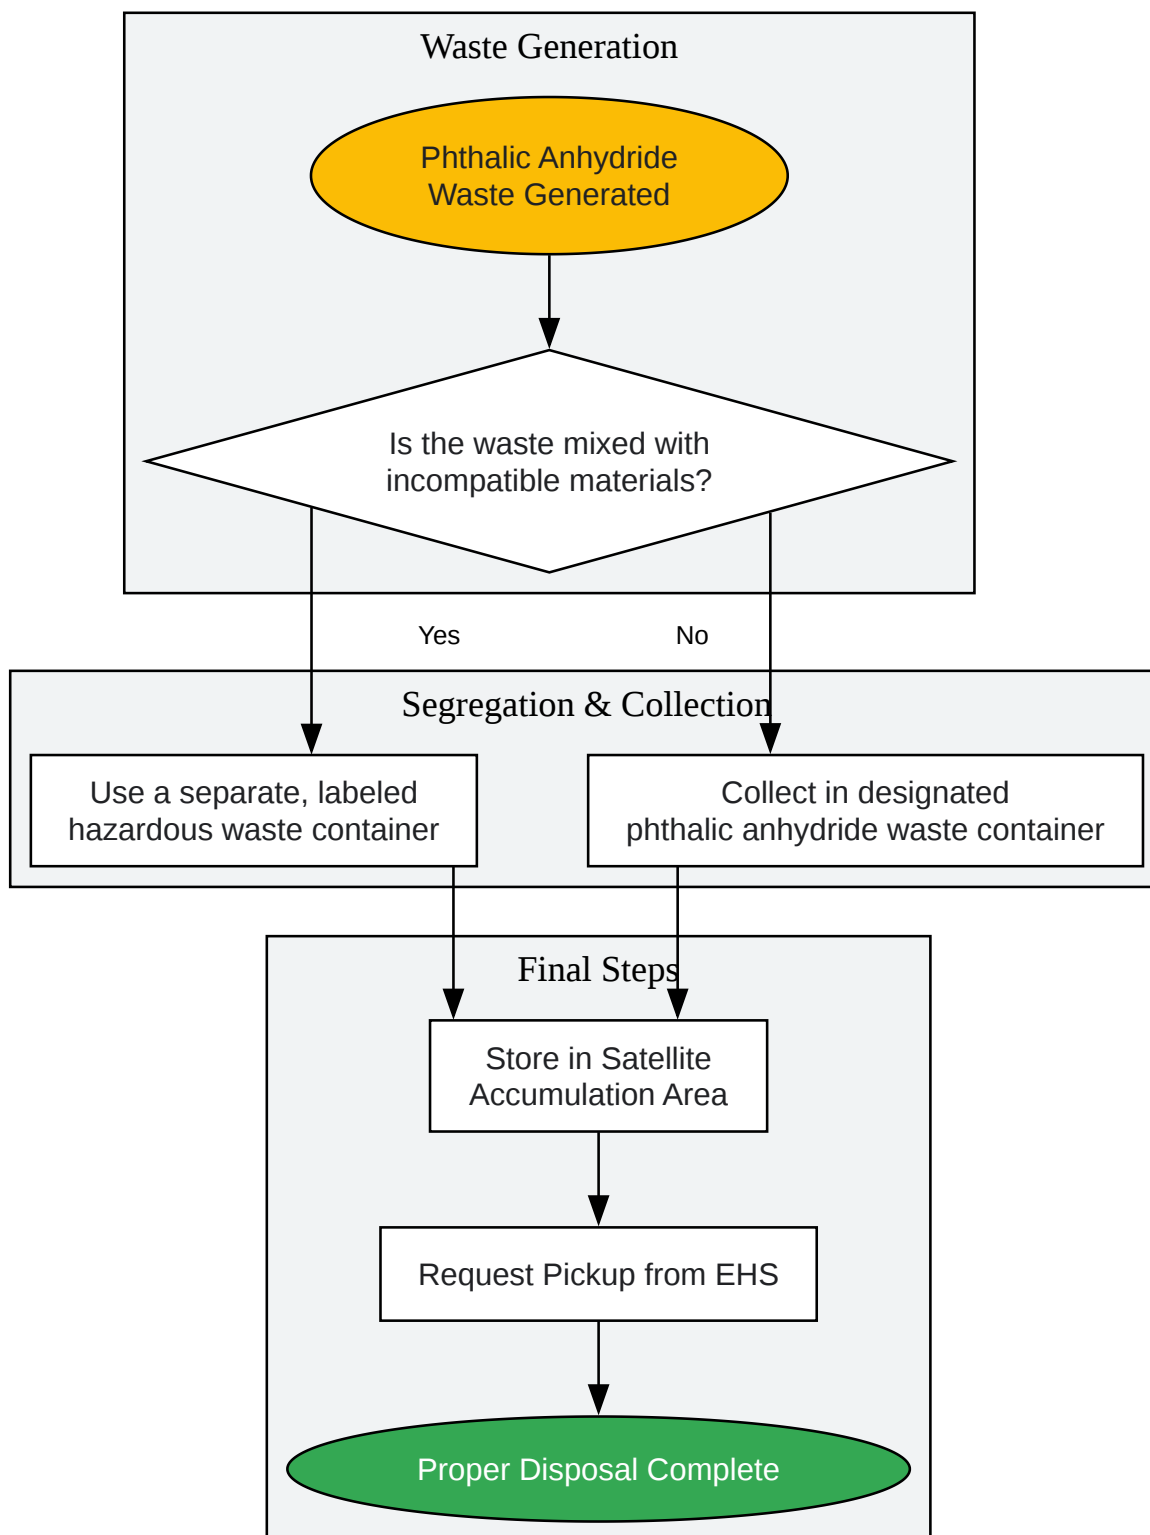 Waste Generation
Phthalic Anhydride
Waste Generated
Is the waste mixed with
incompatible materials?
Yes
No
Segregation & Collection
Use a separate, labeled
hazardous waste container
Collect in designated
phthalic anhydride waste container
Final Steps
Store in Satellite
Accumulation Area
Request Pickup from EHS
Proper Disposal Complete